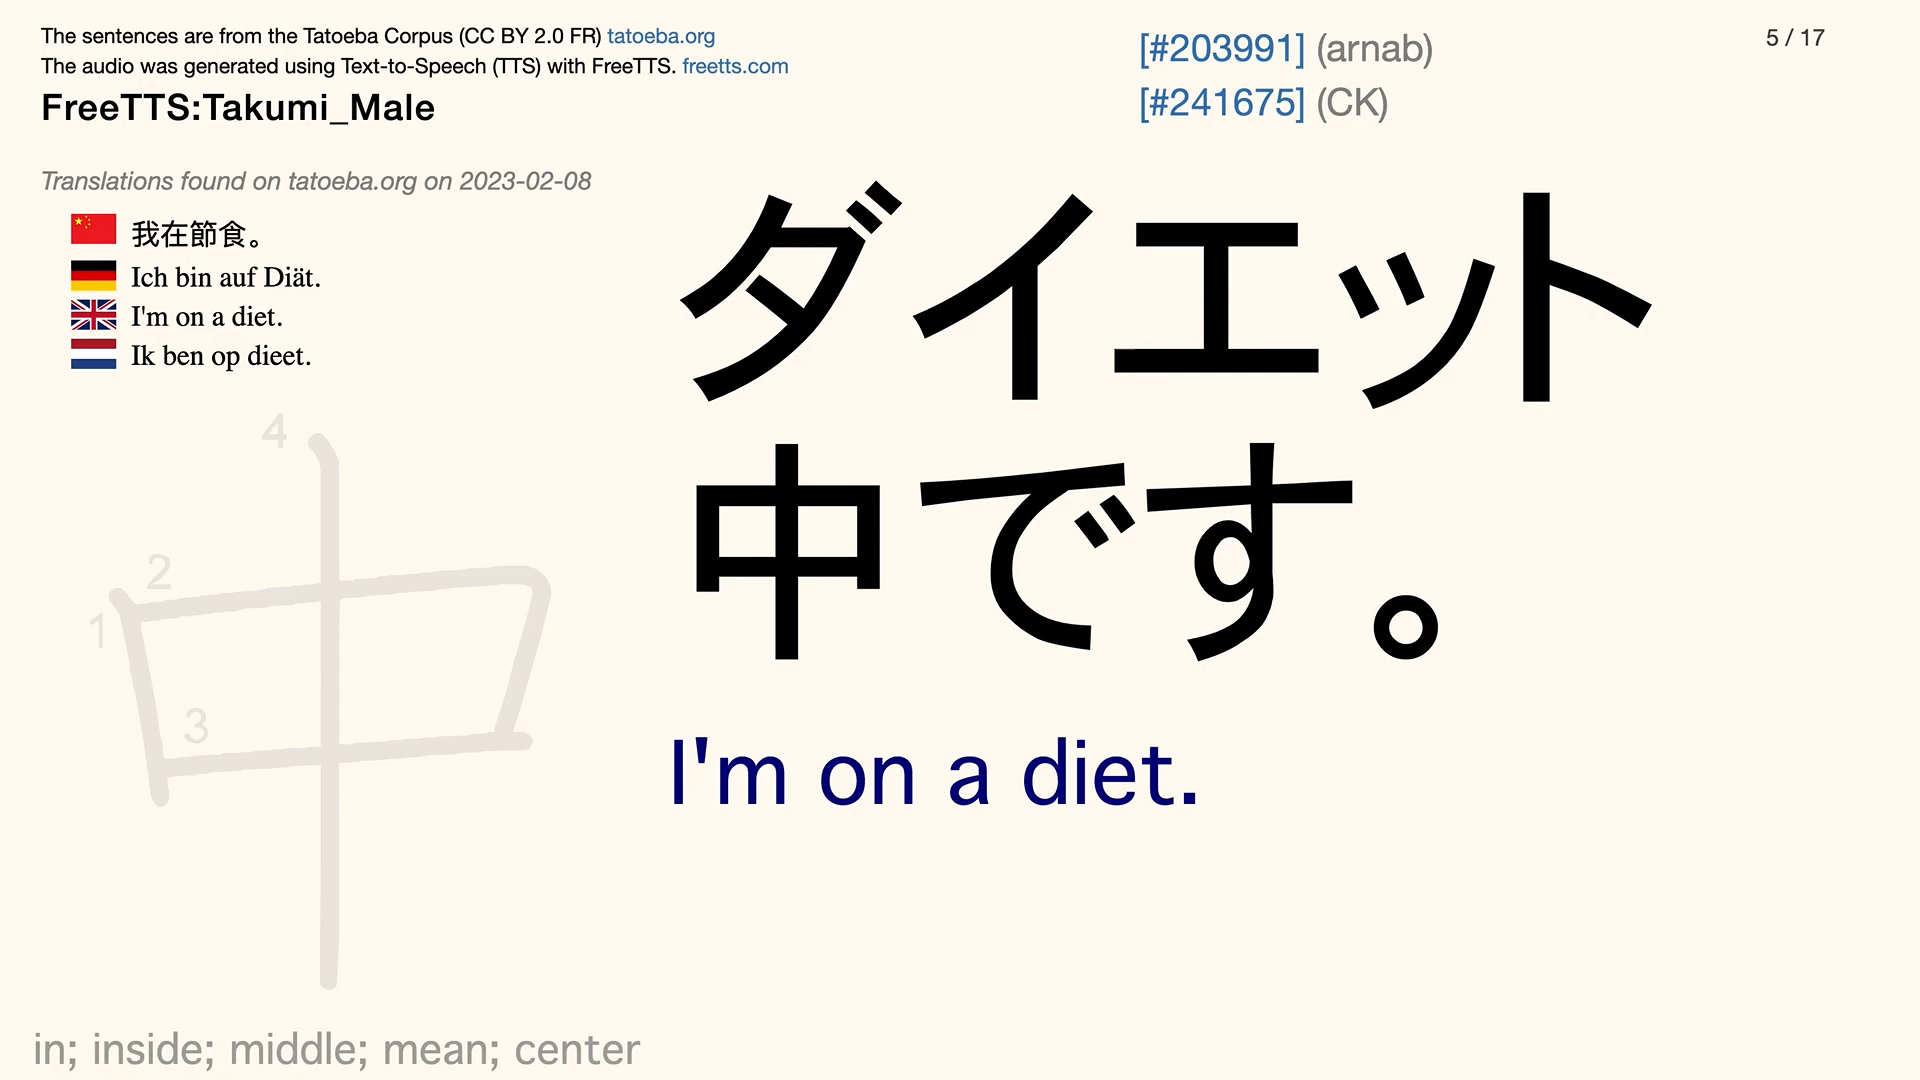 The sentences are from the Tatoeba Corpus (CC BY 2.0 FR) tatoeba.org
The audio was generated using Text-to-Speech (TTS) with FreeTTS. freetts.com
FreeTTS:Takumi_Male
[#203991] (arnab)
[#241675] (CK)
5 / 17
Translations found on tatoeba.org on 2023-02-08
我在節食。
Ich bin auf Diät.
I'm on a diet.
Ik ben op dieet.
ダイエット
中です。
I'm on a diet.
4
2
1
3
in; inside; middle; mean; center